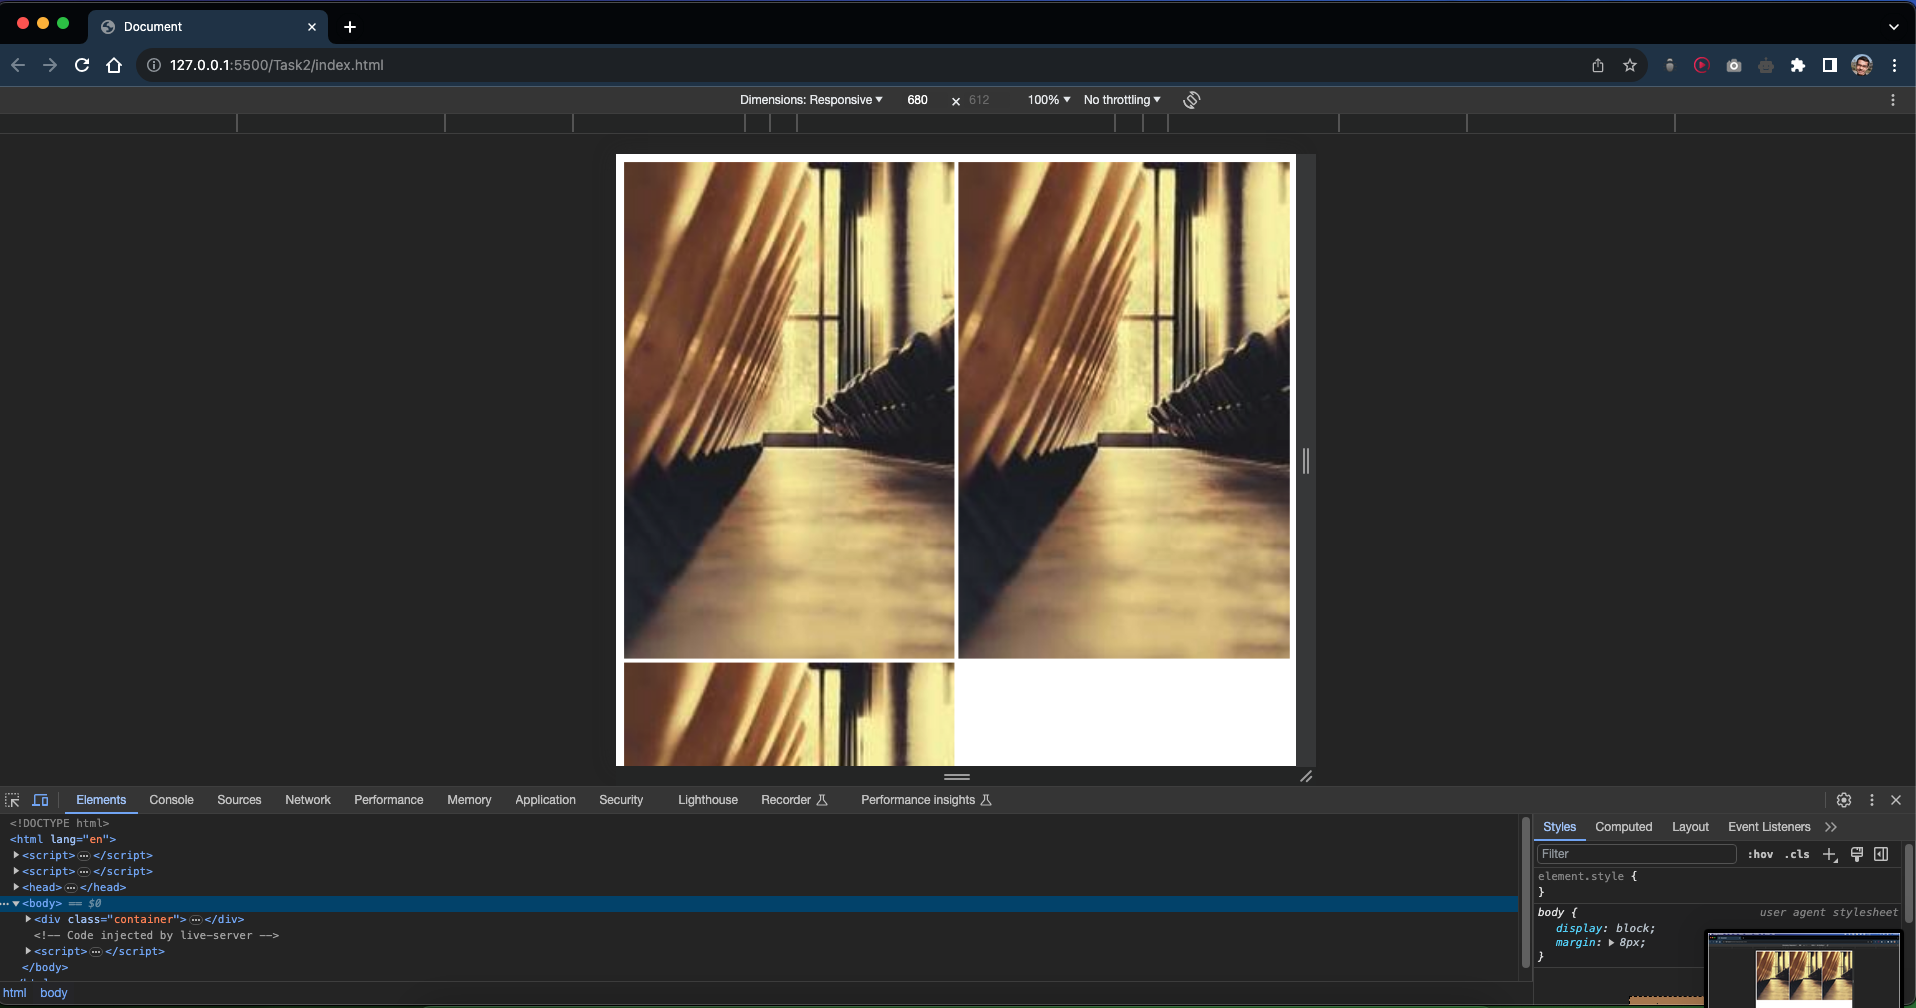 Document
127.0.0.1:5500/Task2/index.html
Dimensions: Responsive 680 × 612 100% No throttling
Elements Console Sources Network Performance Memory Application Security Lighthouse Recorder Performance insights
<!DOCTYPE html>
<html lang="en">
<script>…</script>
<script>…</script>
<head>…</head>
… <body> == $0
<div class="container">…</div>
<!-- Code injected by live-server -->
<script>…</script>
</body>
html body
Styles Computed Layout Event Listeners
Filter :hov .cls
element.style {
}
body { user agent stylesheet
display: block;
margin: 8px;
}